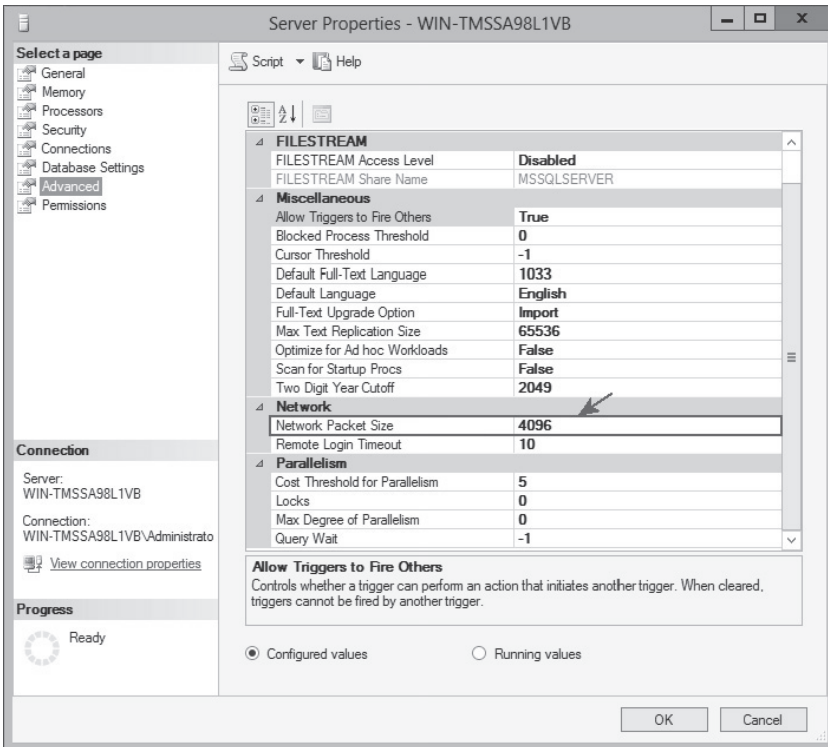 Server Properties - WIN-TMSSA98L1VB
Select a page
General
Memory
Processors
Security
Connections
Database Settings
Advanced
Permissions
Script Help
FILESTREAM
FILESTREAM Access Level Disabled
FILESTREAM Share Name MSSQLSERVER
Miscellaneous
Allow Triggers to Fire Others True
Blocked Process Threshold 0
Cursor Threshold -1
Default Full-Text Language 1033
Default Language English
Full-Text Upgrade Option Import
Max Text Replication Size 65536
Optimize for Ad hoc Workloads False
Scan for Startup Procs False
Two Digit Year Cutoff 2049
Network
Network Packet Size 4096
Remote Login Timeout 10
Parallelism
Cost Threshold for Parallelism 5
Locks 0
Max Degree of Parallelism 0
Query Wait -1
Connection
Server:
WIN-TMSSA98L1VB
Connection:
WIN-TMSSA98L1VB\Administrato
View connection properties
Progress
Ready
Allow Triggers to Fire Others
Controls whether a trigger can perform an action that initiates another trigger. When cleared,
triggers cannot be fired by another trigger.
Configured values Running values
OK Cancel